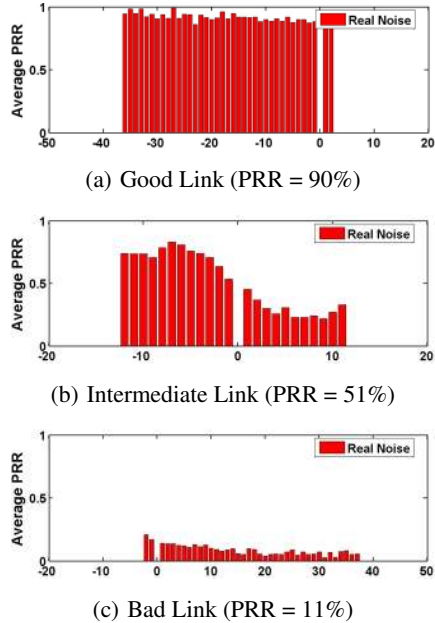 1
Real Noise
Average PRR
0.5
0
-50 -40 -30 -20 -10 0 10 20
(a) Good Link (PRR = 90%)
1
Real Noise
Average PRR
0.5
0
-20 -10 0 10 20
(b) Intermediate Link (PRR = 51%)
1
Real Noise
Average PRR
0.5
0
-20 -10 0 10 20 30 40 50
(c) Bad Link (PRR = 11%)